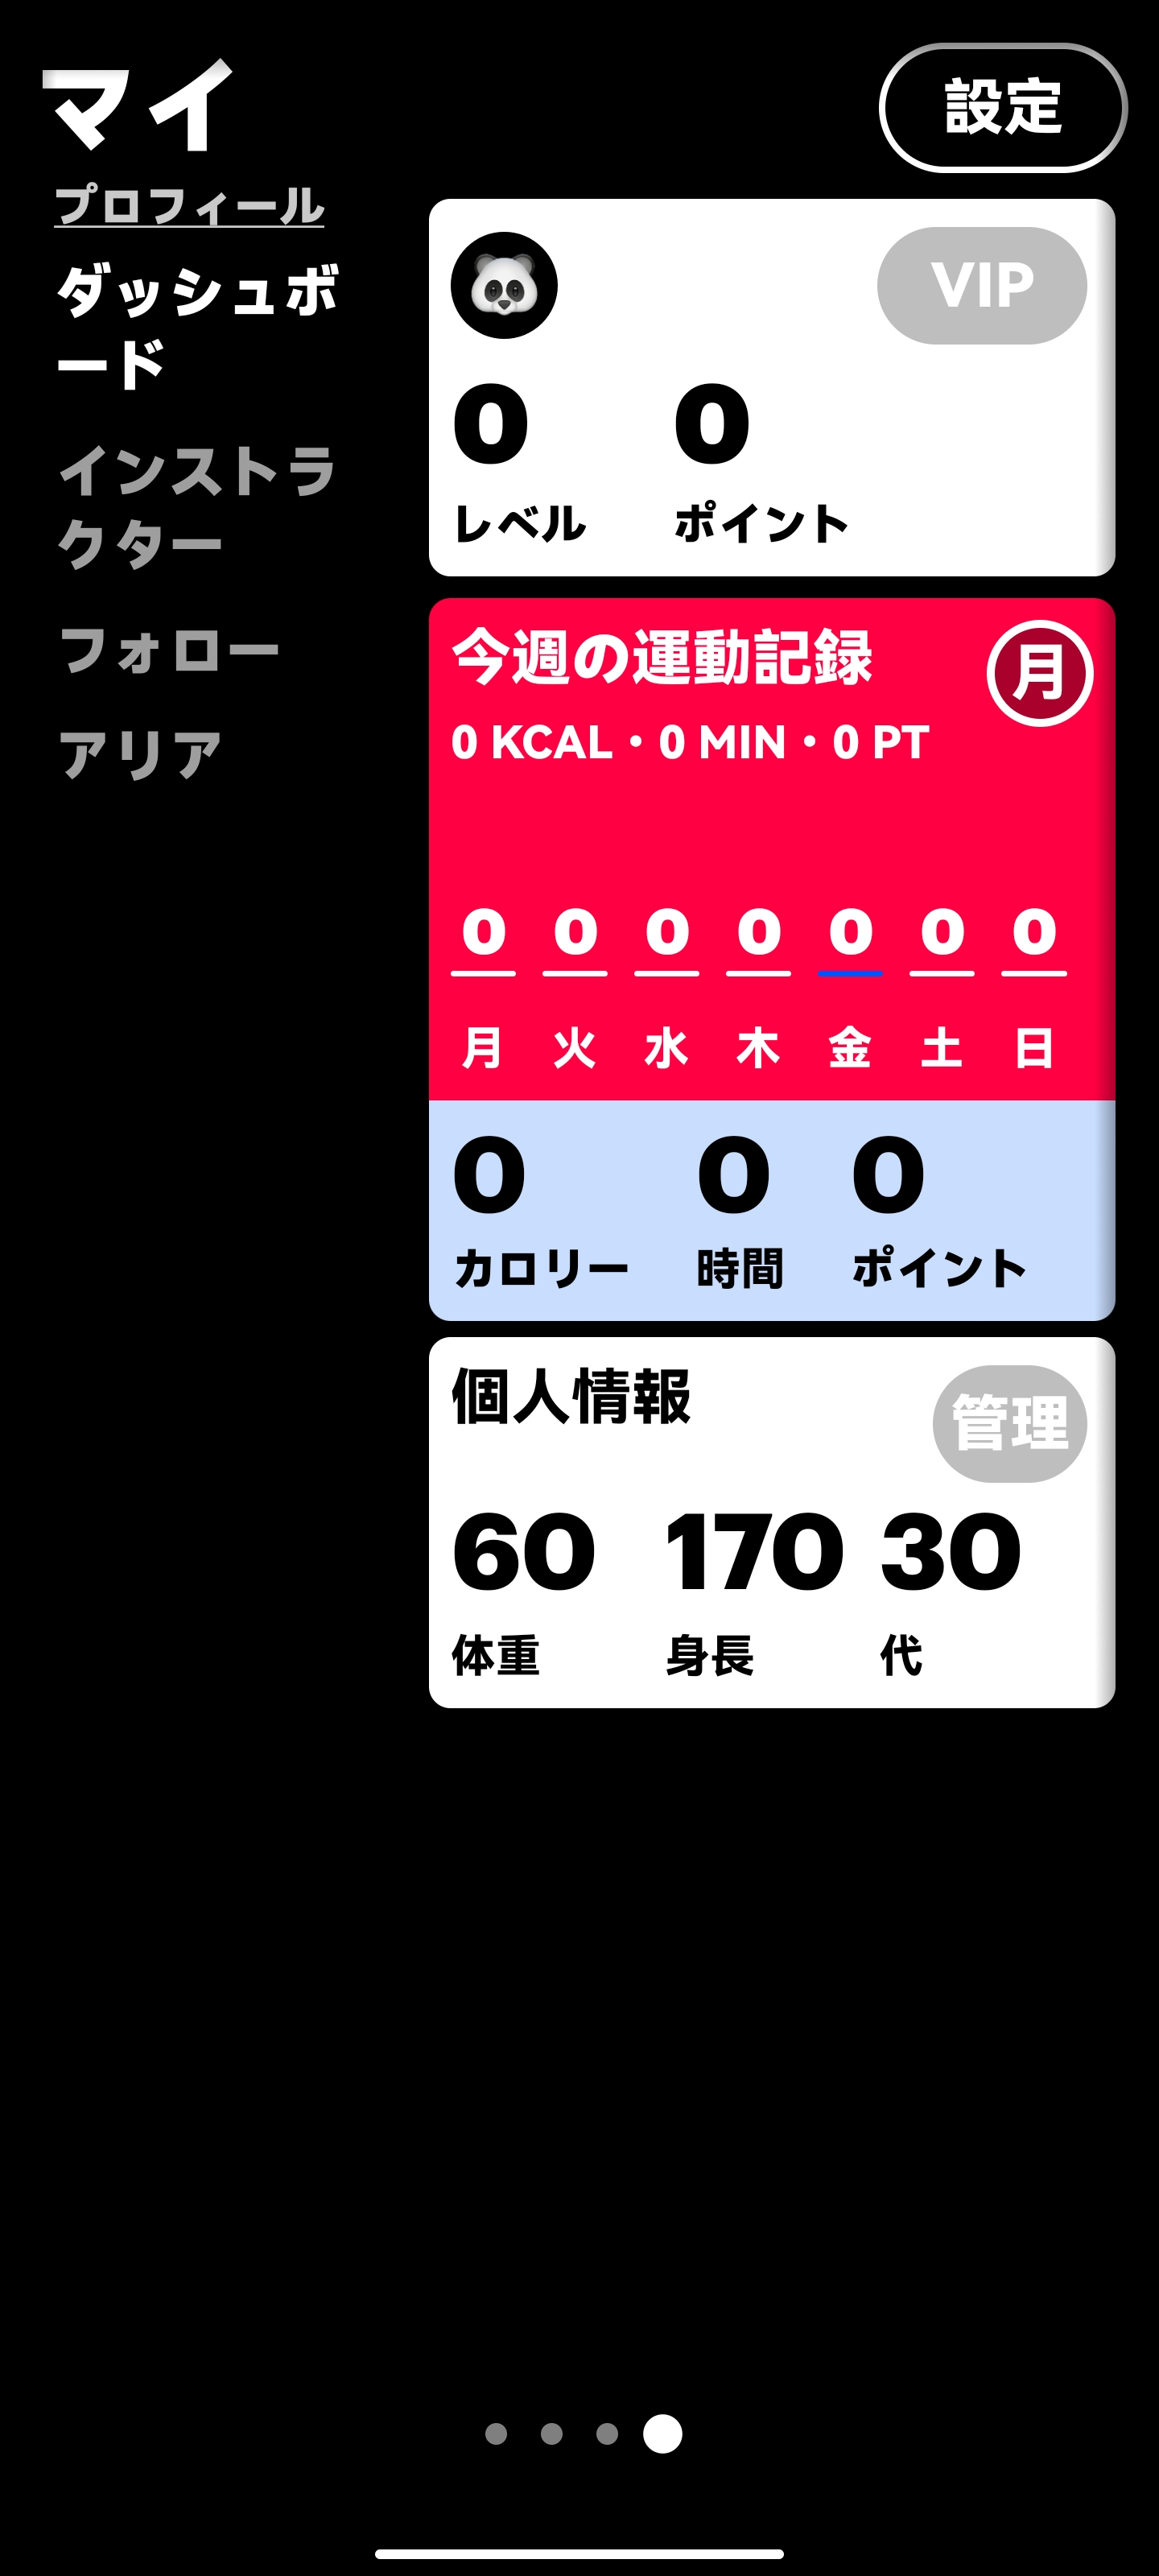 マイ
設定
プロフィール
ダッシュボ
ード
インストラ
クター
フォロー
アリア
VIP
0 0
レベル ポイント
今週の運動記録
月
0 KCAL・0 MIN・0 PT
0 0 0 0 0 0 0
月 火 水 木 金 土 日
0 0 0
カロリー 時間 ポイント
個人情報
管理
60 170 30
体重 身長 代